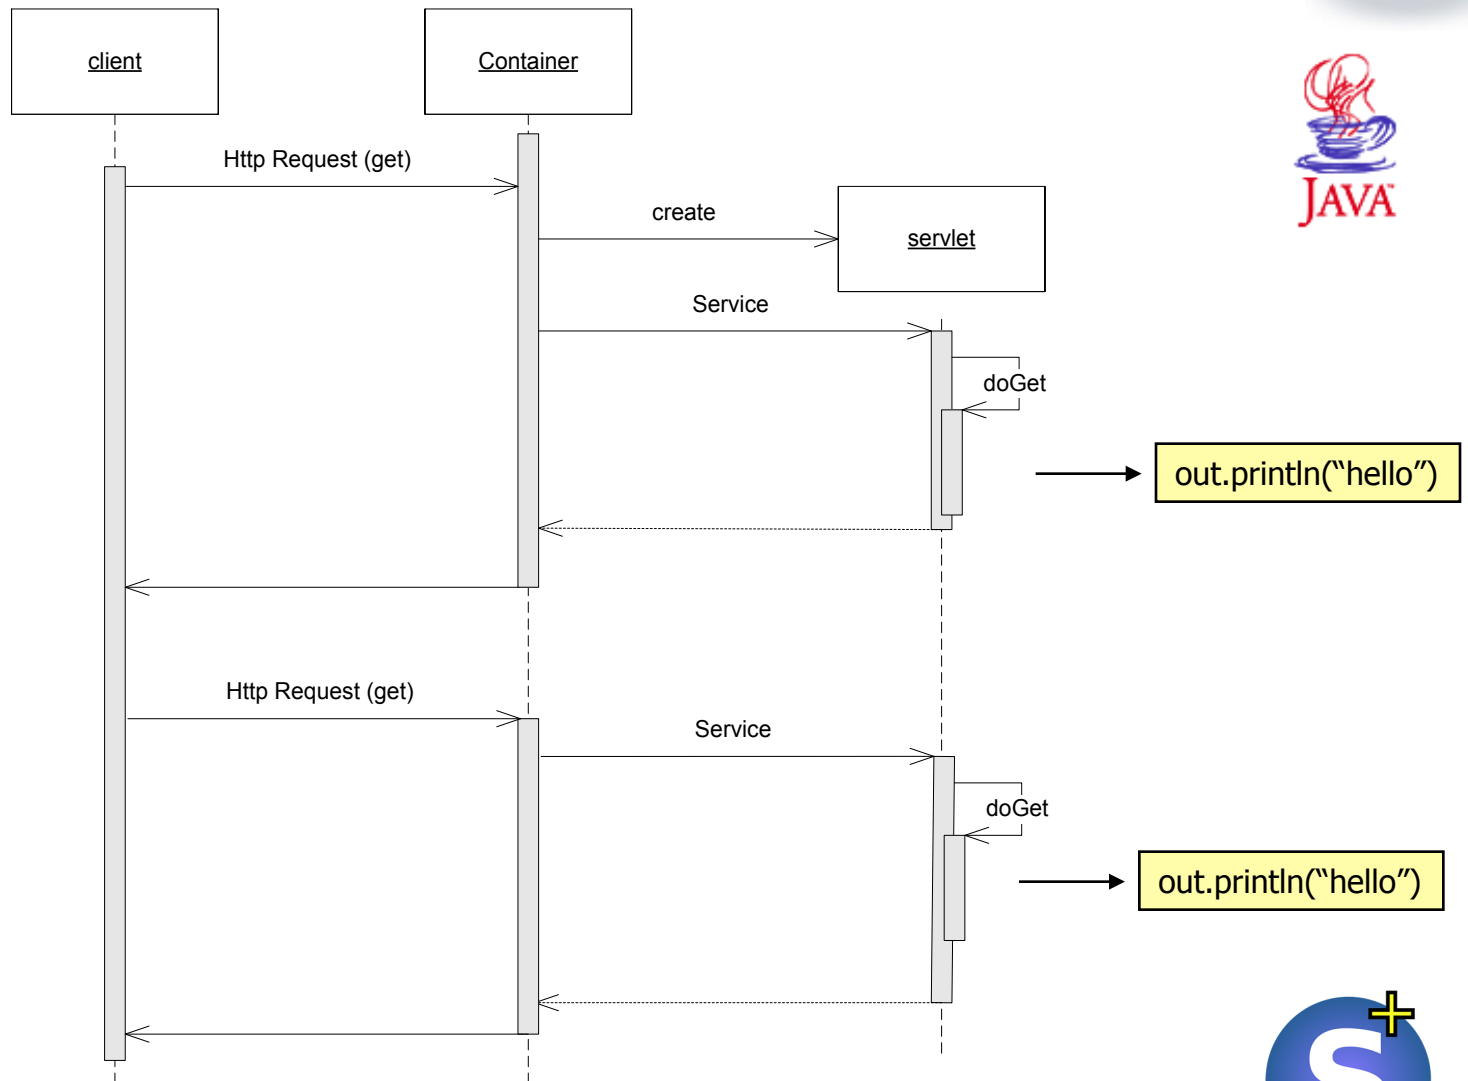 client
Container
Http Request (get)
create
servlet
Service
doGet
out.println(“hello”)
Http Request (get)
Service
doGet
out.println(“hello”)
JAVA
S
+